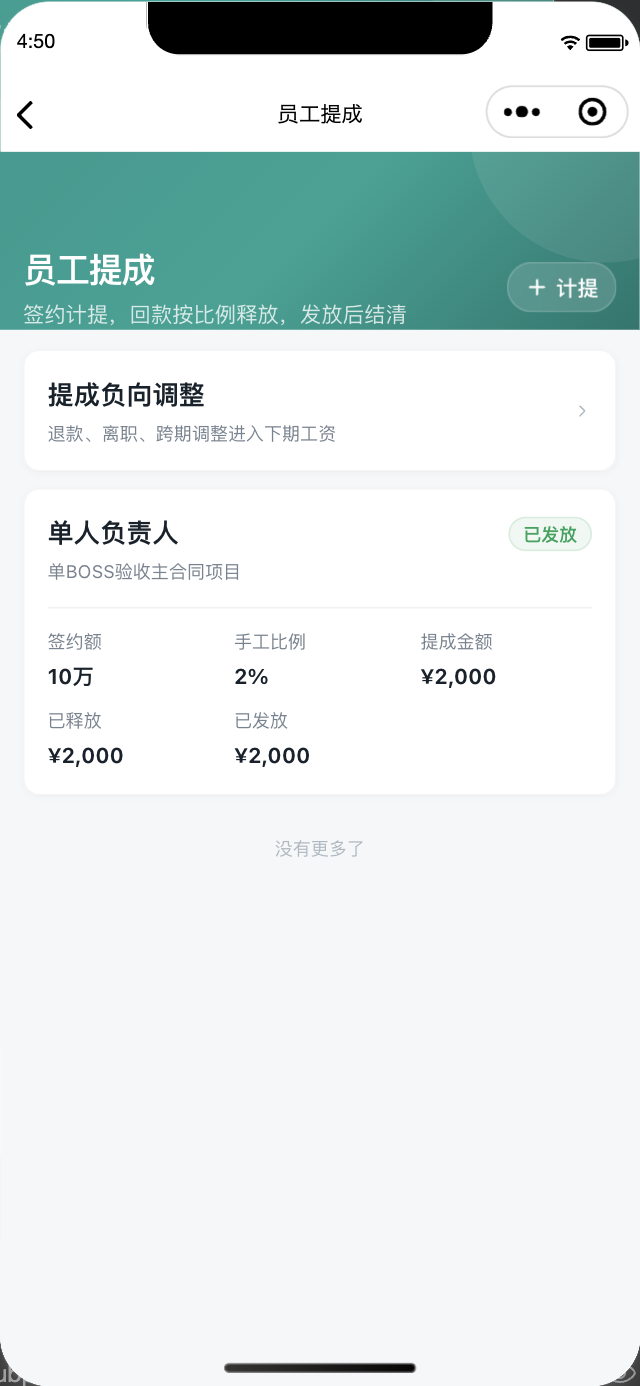 4:50
员工提成
员工提成
签约计提，回款按比例释放，发放后结清
+ 计提
提成负向调整
退款、离职、跨期调整进入下期工资
单人负责人
已发放
单BOSS验收主合同项目
签约额 手工比例 提成金额
10万 2% ¥2,000
已释放 已发放
¥2,000 ¥2,000
没有更多了